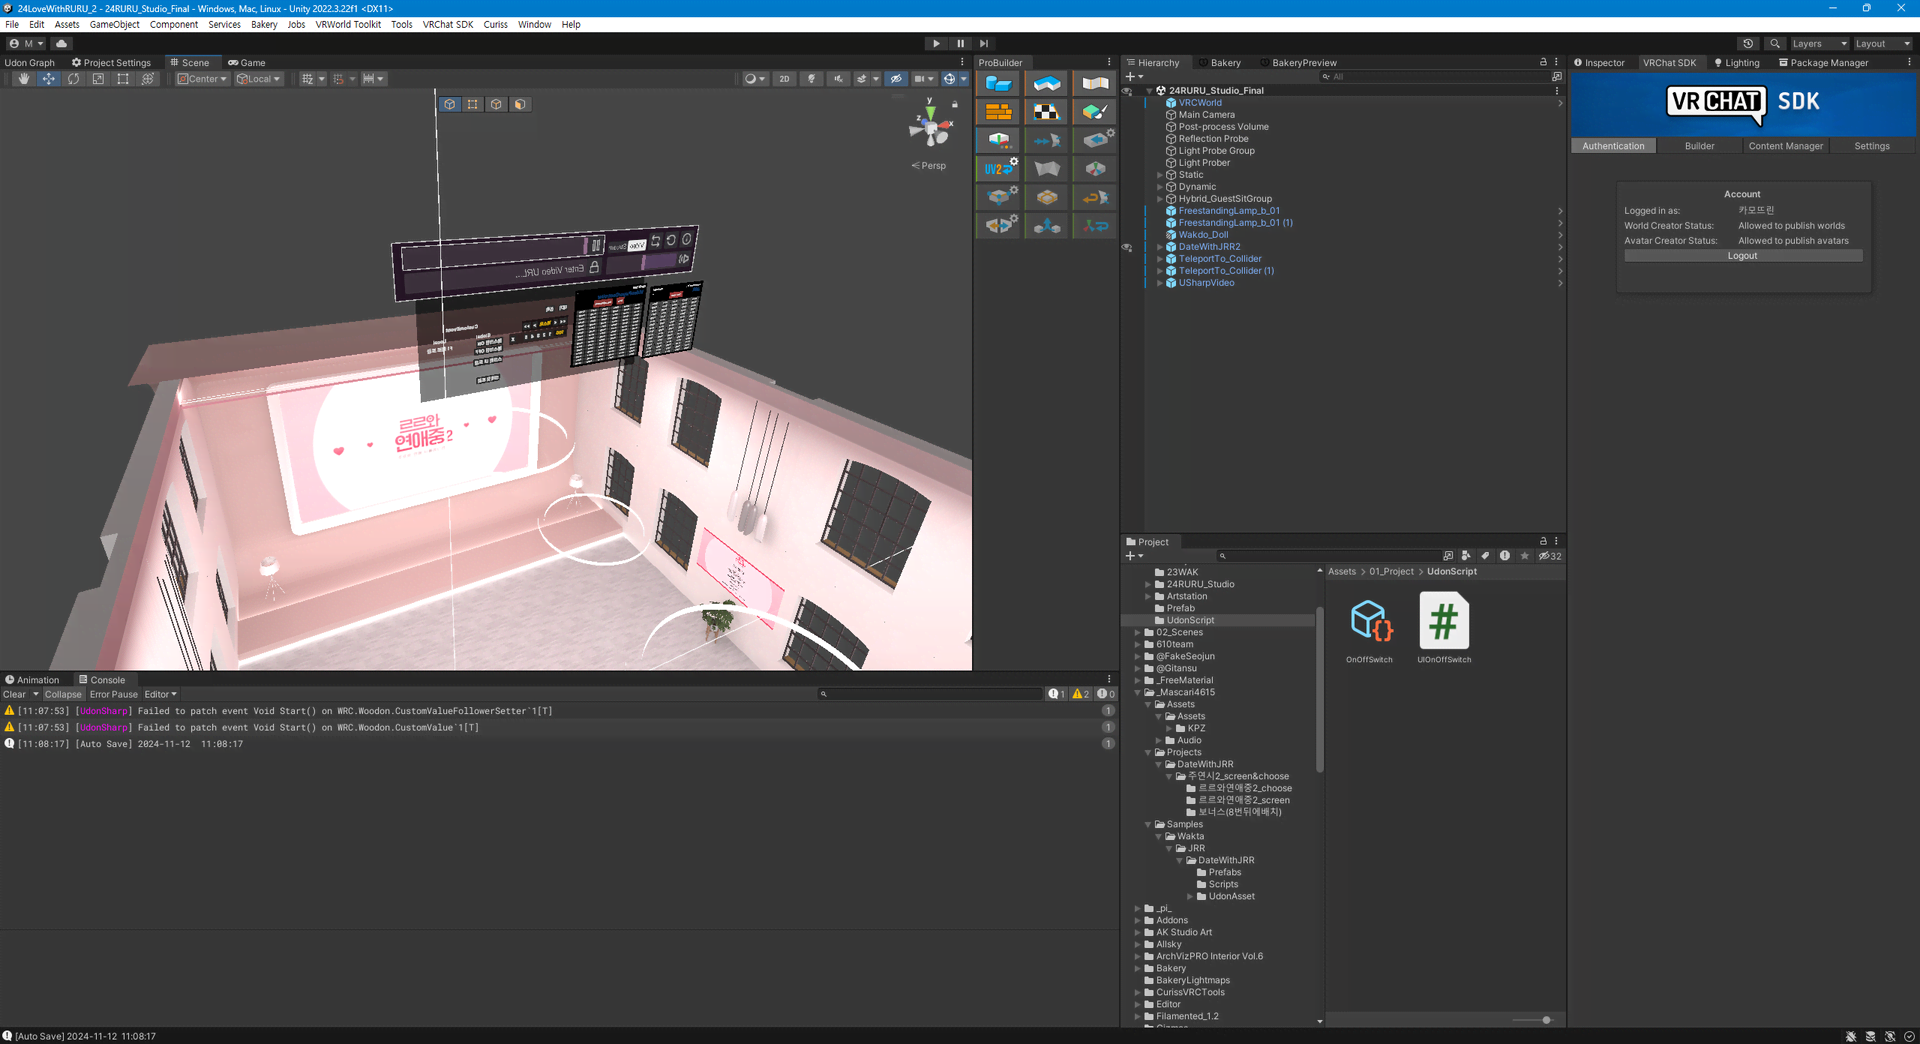 24LoveWithRURU_2 - 24RURU_Studio_Final - Windows, Mac, Linux - Unity 2022.3.22f1 <DX11>
File Edit Assets GameObject Component Services Bakery Jobs VRWorld Toolkit Tools VRChat SDK Curiss Window Help
M
Layers Layout
Udon Graph Project Settings Scene Game
Center Local 2D
y
z x
Persp
Enter Video URL...
르르와
연애중2
ProBuilder
UV2
Hierarchy Bakery BakeryPreview
All
24RURU_Studio_Final
VRCWorld
Main Camera
Post-process Volume
Reflection Probe
Light Probe Group
Light Prober
Static
Dynamic
Hybrid_GuestSitGroup
FreestandingLamp_b_01
FreestandingLamp_b_01 (1)
Wakdo_Doll
DateWithJRR2
TeleportTo_Collider
TeleportTo_Collider (1)
USharpVideo
Inspector VRChat SDK Lighting Package Manager
VR CHAT SDK
Authentication Builder Content Manager Settings
Account
Logged in as: 카모뜨린
World Creator Status: Allowed to publish worlds
Avatar Creator Status: Allowed to publish avatars
Logout
Project
32
23WAK
24RURU_Studio
Artstation
Prefab
UdonScript
02_Scenes
610team
@FakeSeojun
@Gitansu
_FreeMaterial
_Mascari4615
Assets
Assets
KPZ
Audio
Projects
DateWithJRR
주연시2_screen&choose
르르와연애중2_choose
르르와연애중2_screen
보너스(8번뒤에배치)
Samples
Wakta
JRR
DateWithJRR
Prefabs
Scripts
UdonAsset
_pi_
Addons
AK Studio Art
Allsky
ArchVizPRO Interior Vol.6
Bakery
BakeryLightmaps
CurissVRCTools
Editor
Filamented_1.2
Assets > 01_Project > UdonScript
OnOffSwitch UIOnOffSwitch
Animation Console
Clear Collapse Error Pause Editor
1 2 0
[11:07:53] [UdonSharp] Failed to patch event Void Start() on WRC.Woodon.CustomValueFollowerSetter`1[T] 1
[11:07:53] [UdonSharp] Failed to patch event Void Start() on WRC.Woodon.CustomValue`1[T] 1
[11:08:17] [Auto Save] 2024-11-12 11:08:17 1
[Auto Save] 2024-11-12 11:08:17